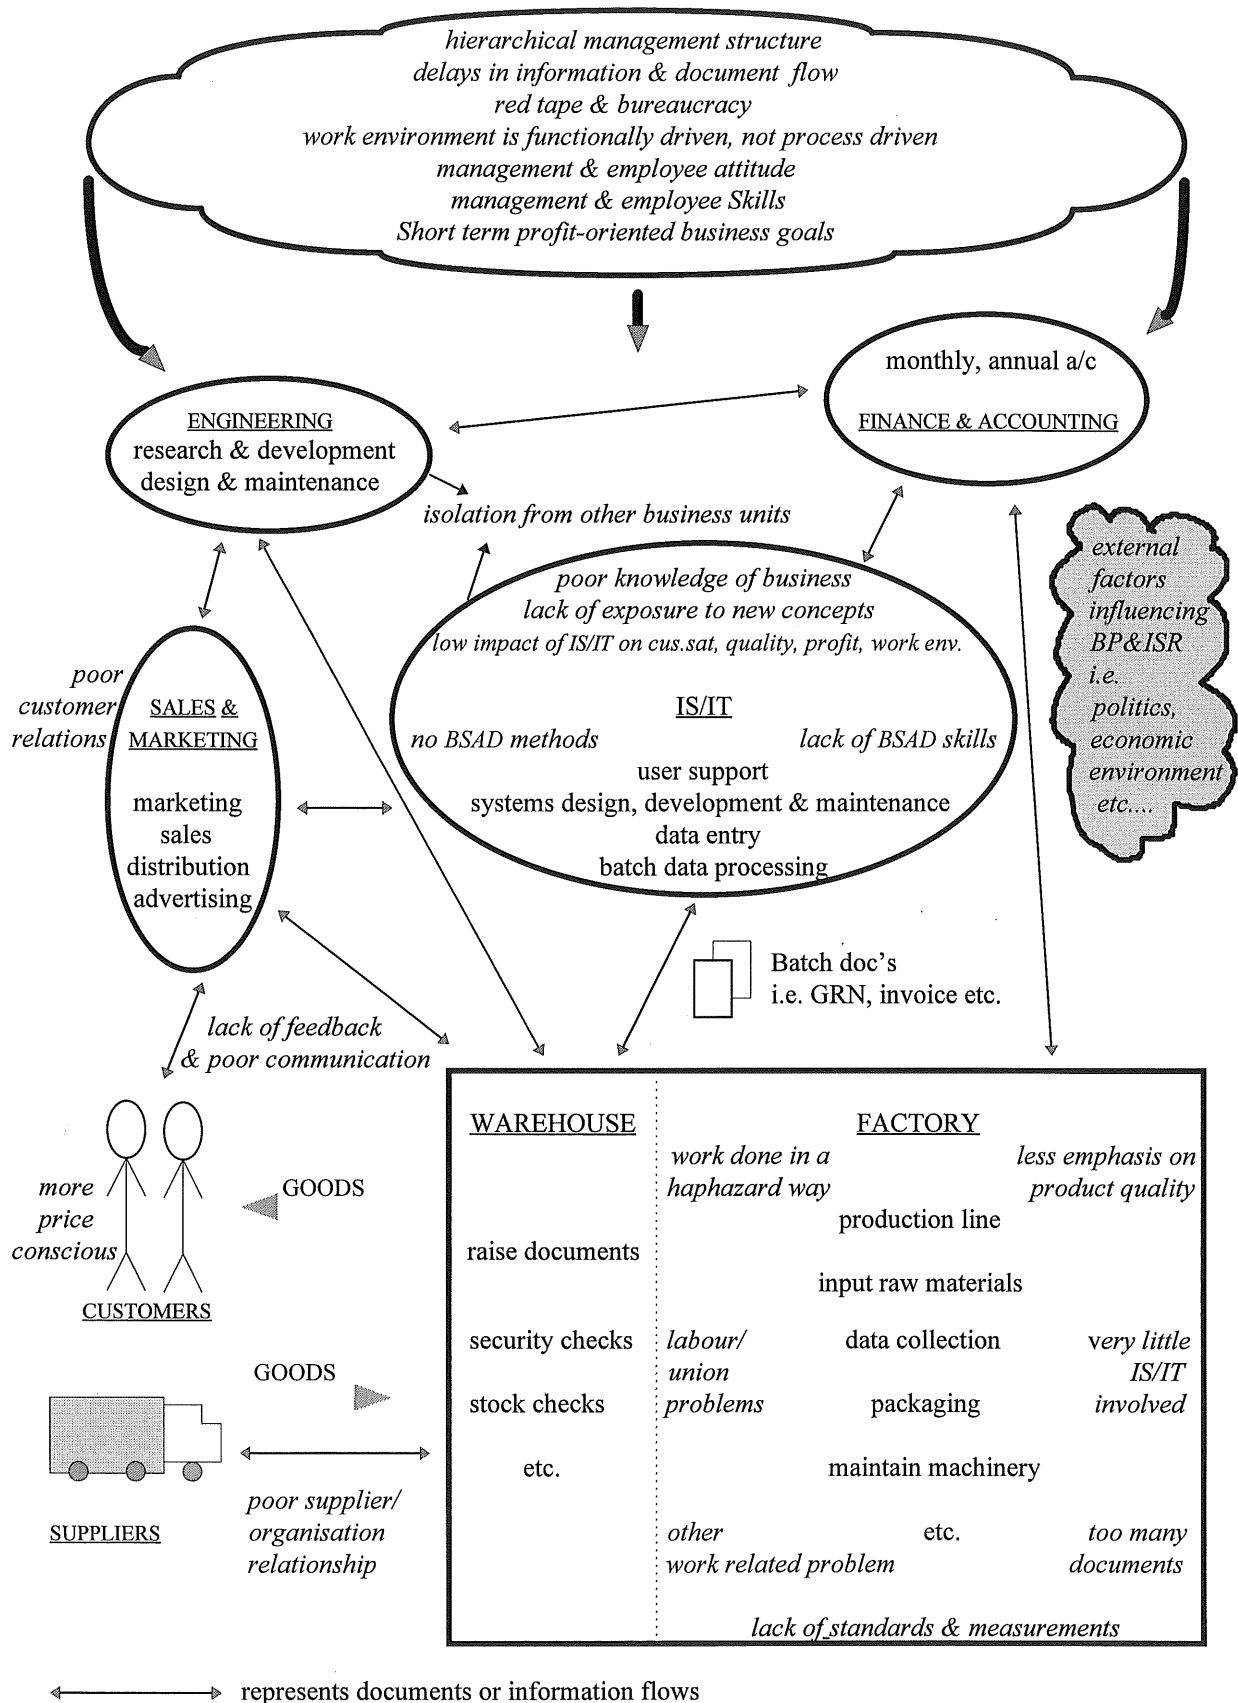 hierarchical management structure
delays in information & document flow
red tape & bureaucracy
work environment is functionally driven, not process driven
management & employee attitude
management & employee Skills
Short term profit-oriented business goals
monthly, annual a/c
FINANCE & ACCOUNTING
ENGINEERING
research & development
design & maintenance
isolation from other business units
external
factors
influencing
BP&ISR
i.e.
politics,
economic
environment
etc....
poor knowledge of business
lack of exposure to new concepts
low impact of IS/IT on cus.sat, quality, profit, work env.
IS/IT
no BSAD methods
lack of BSAD skills
user support
systems design, development & maintenance
data entry
batch data processing
poor
customer
relations
SALES &
MARKETING
marketing
sales
distribution
advertising
Batch doc's
i.e. GRN, invoice etc.
lack of feedback
& poor communication
more
price
conscious
GOODS
CUSTOMERS
GOODS
SUPPLIERS
poor supplier/
organisation
relationship
WAREHOUSE
raise documents
security checks
stock checks
etc.
FACTORY
work done in a
haphazard way
less emphasis on
product quality
production line
input raw materials
labour/
union
problems
data collection
packaging
very little
IS/IT
involved
maintain machinery
other
work related problem
etc.
too many
documents
lack of standards & measurements
represents documents or information flows